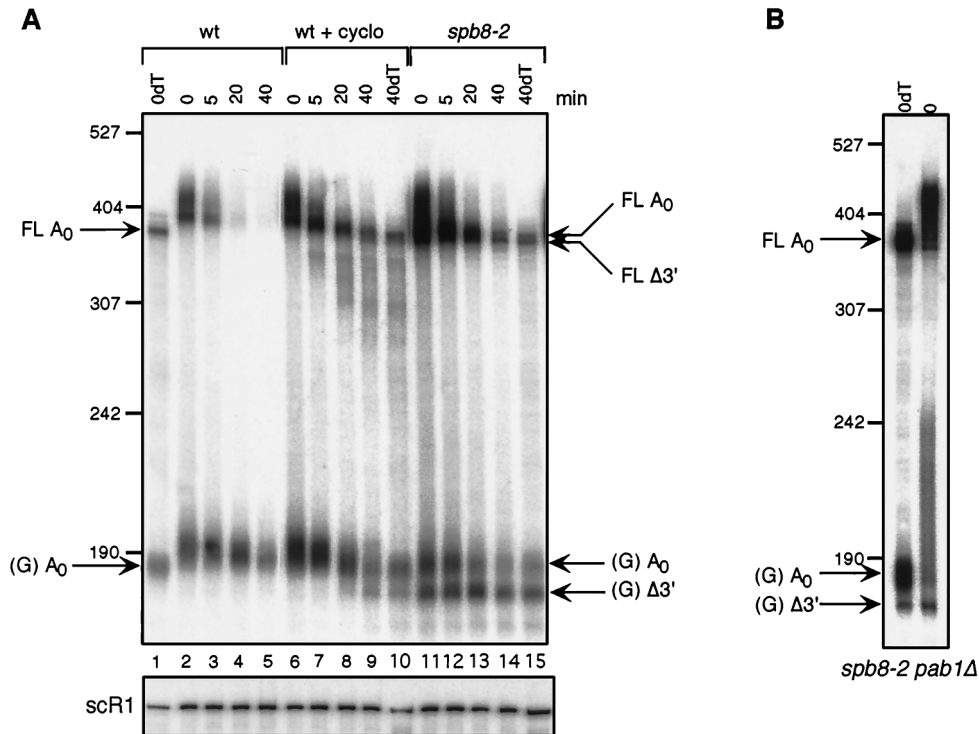 A
wt
wt + cyclo
spb8-2
0dT 0 5 20 40 0 5 20 40 40dT 0 5 20 40 40dT min
527
404
FL A0
307
242
190
(G) A0
FL A0
FL Δ3'
(G) A0
(G) Δ3'
1 2 3 4 5 6 7 8 9 10 11 12 13 14 15
scR1
B
0dT 0
527
404
FL A0
307
242
190
(G) A0
(G) Δ3'
spb8-2 pab1Δ